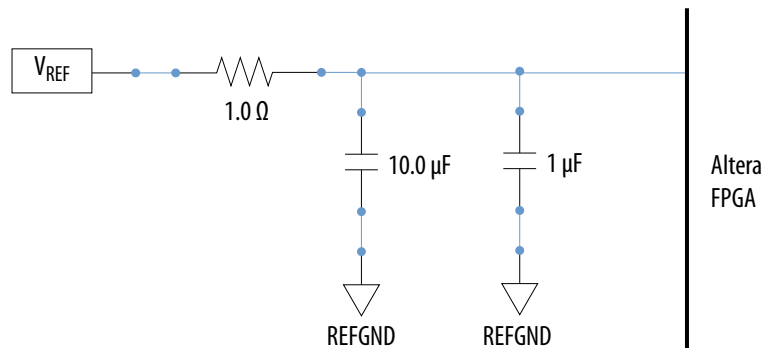 VREF
1.0 Ω
10.0 µF
1 µF
Altera
FPGA
REFGND
REFGND